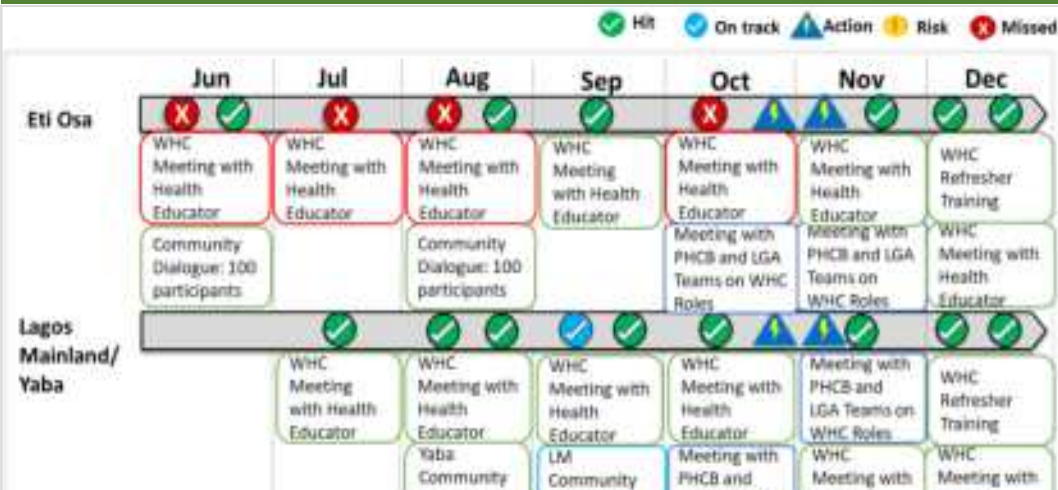 Hit On track Action Risk Missed
Jun Jul Aug Sep Oct Nov Dec
Eti Osa
WHC
Meeting with
Health
Educator
Community
Dialogue: 100
participants
WHC
Meeting with
Health
Educator
WHC
Meeting with
Health
Educator
Community
Dialogue: 100
participants
WHC
Meeting
with Health
Educator
WHC
Meeting with
Health
Educator
Meeting with
PHCB and LGA
Teams on WHC
Roles
WHC
Meeting with
Health
Educator
Meeting with
PHCB and LGA
Teams on
WHC Roles
WHC
Refresher
Training
WHC
Meeting with
Health
Educator
Lagos
Mainland/
Yaba
WHC
Meeting
with Health
Educator
WHC
Meeting with
Health
Educator
Yaba
Community
WHC
Meeting with
Health
Educator
LM
Community
WHC
Meeting with
Health
Educator
Meeting with
PHCB and
Meeting with
PHCB and
LGA Teams on
WHC Roles
WHC
Meeting with
WHC
Refresher
Training
WHC
Meeting with